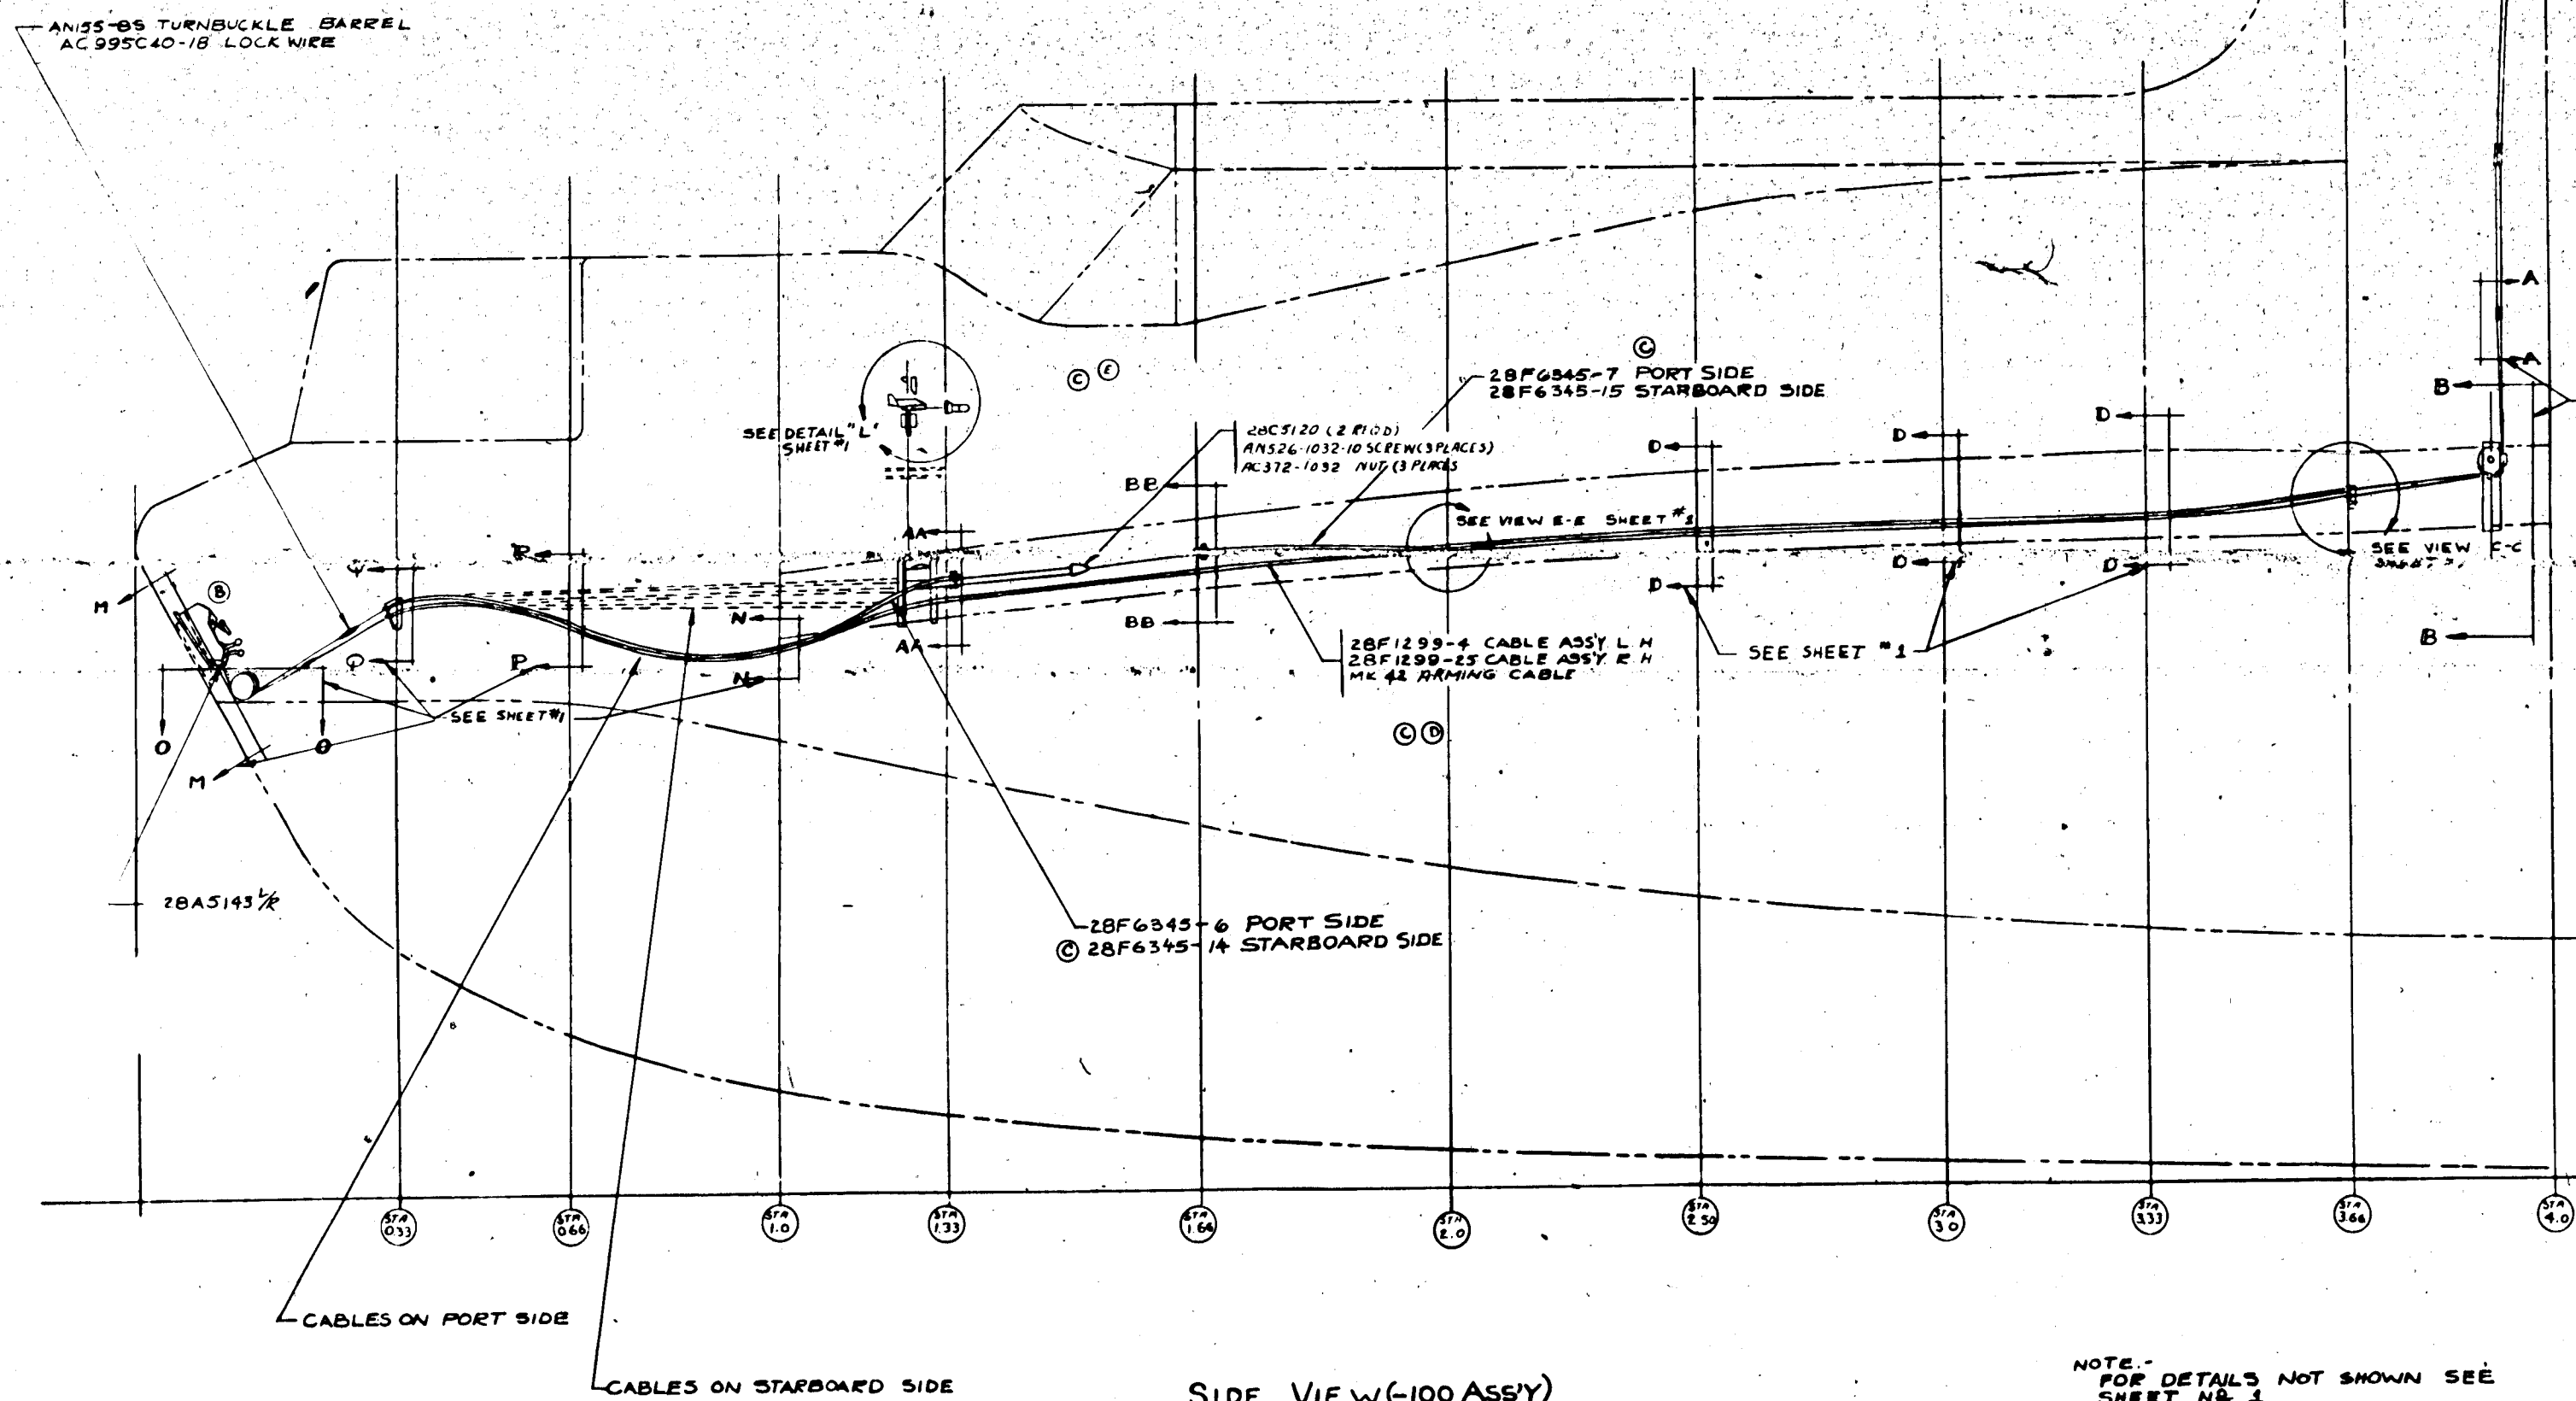 AN155-8S TURNBUCKLE BARREL
AC995C40-18 LOCK WIRE
A
A
C E
C
28F6345-7 PORT SIDE
28F6345-15 STARBOARD SIDE
B
D
D
D
SEE DETAIL "L"
SHEET #1
28C5120 (2 REQD)
AN526-1032-10 SCREW (3 PLACES)
AC372-1032 NUT (3 PLACES
BB
SEE VIEW E-E SHEET #1
AA
SEE VIEW C-C
R
Q
D
D
D
M
B
N
BB
B
AA
28F1299-4 CABLE ASS'Y L H
28F1299-25 CABLE ASS'Y R H
MK 42 ARMING CABLE
SEE SHEET #1
P
N
SEE SHEET #1
O
M
C D
28A5143 L/R
28F6345-6 PORT SIDE
C 28F6345-14 STARBOARD SIDE
STA 0.33
STA 0.66
STA 1.0
STA 1.33
STA 1.66
STA 2.0
STA 2.50
STA 3.0
STA 3.33
STA 3.66
STA 4.0
CABLES ON PORT SIDE
CABLES ON STARBOARD SIDE
SIDE VIEW (-100 ASS'Y)
NOTE:-
FOR DETAILS NOT SHOWN SEE
SHEET NO 1